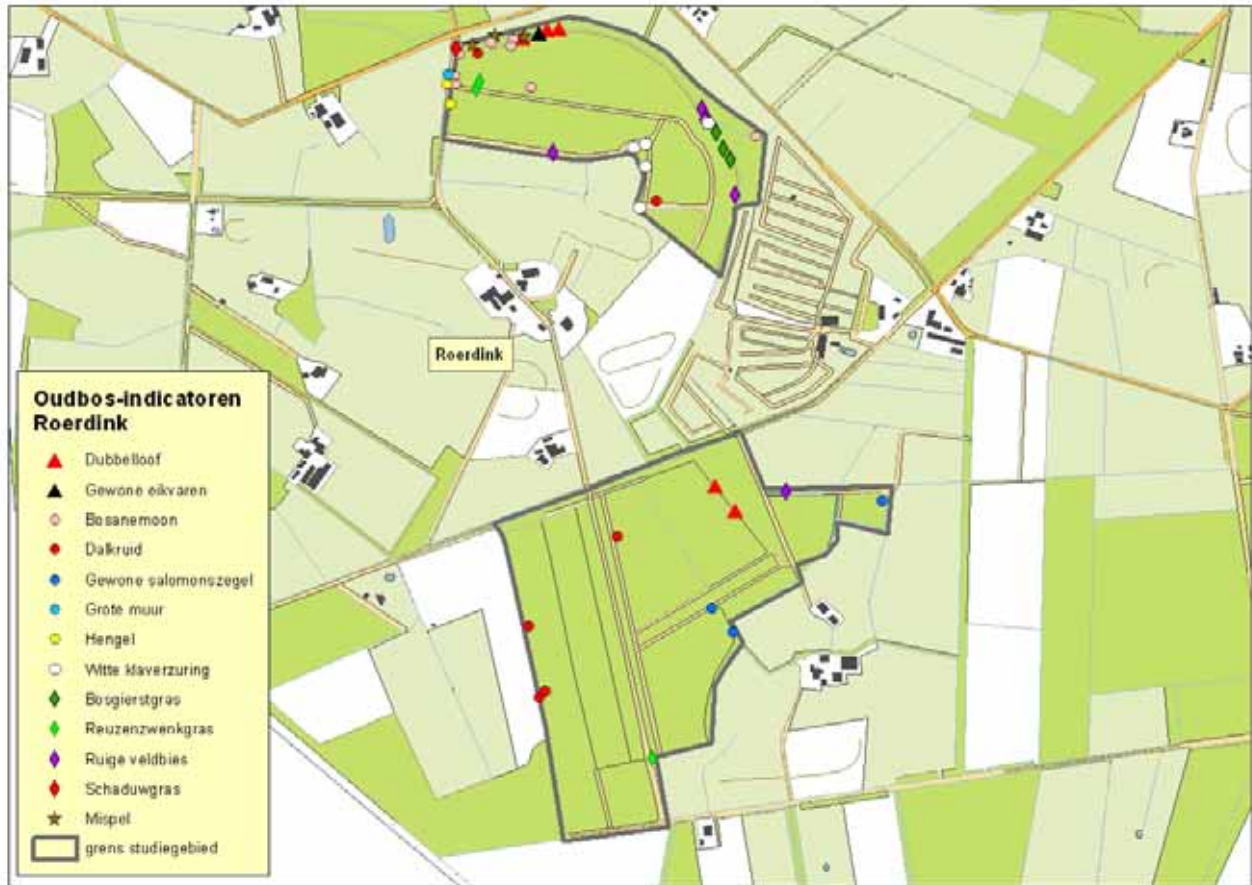 Roerdink
Oudbos-indicatoren
Roerdink
Dubbelloof
Gewone eikvaren
Bosanemoon
Dalkruid
Gewone salomonszegel
Grote muur
Hengel
Witte klaverzuring
Bosgierstgras
Reuzenzwenkgras
Ruige veldbies
Schaduwgras
Mispel
grens studiegebied